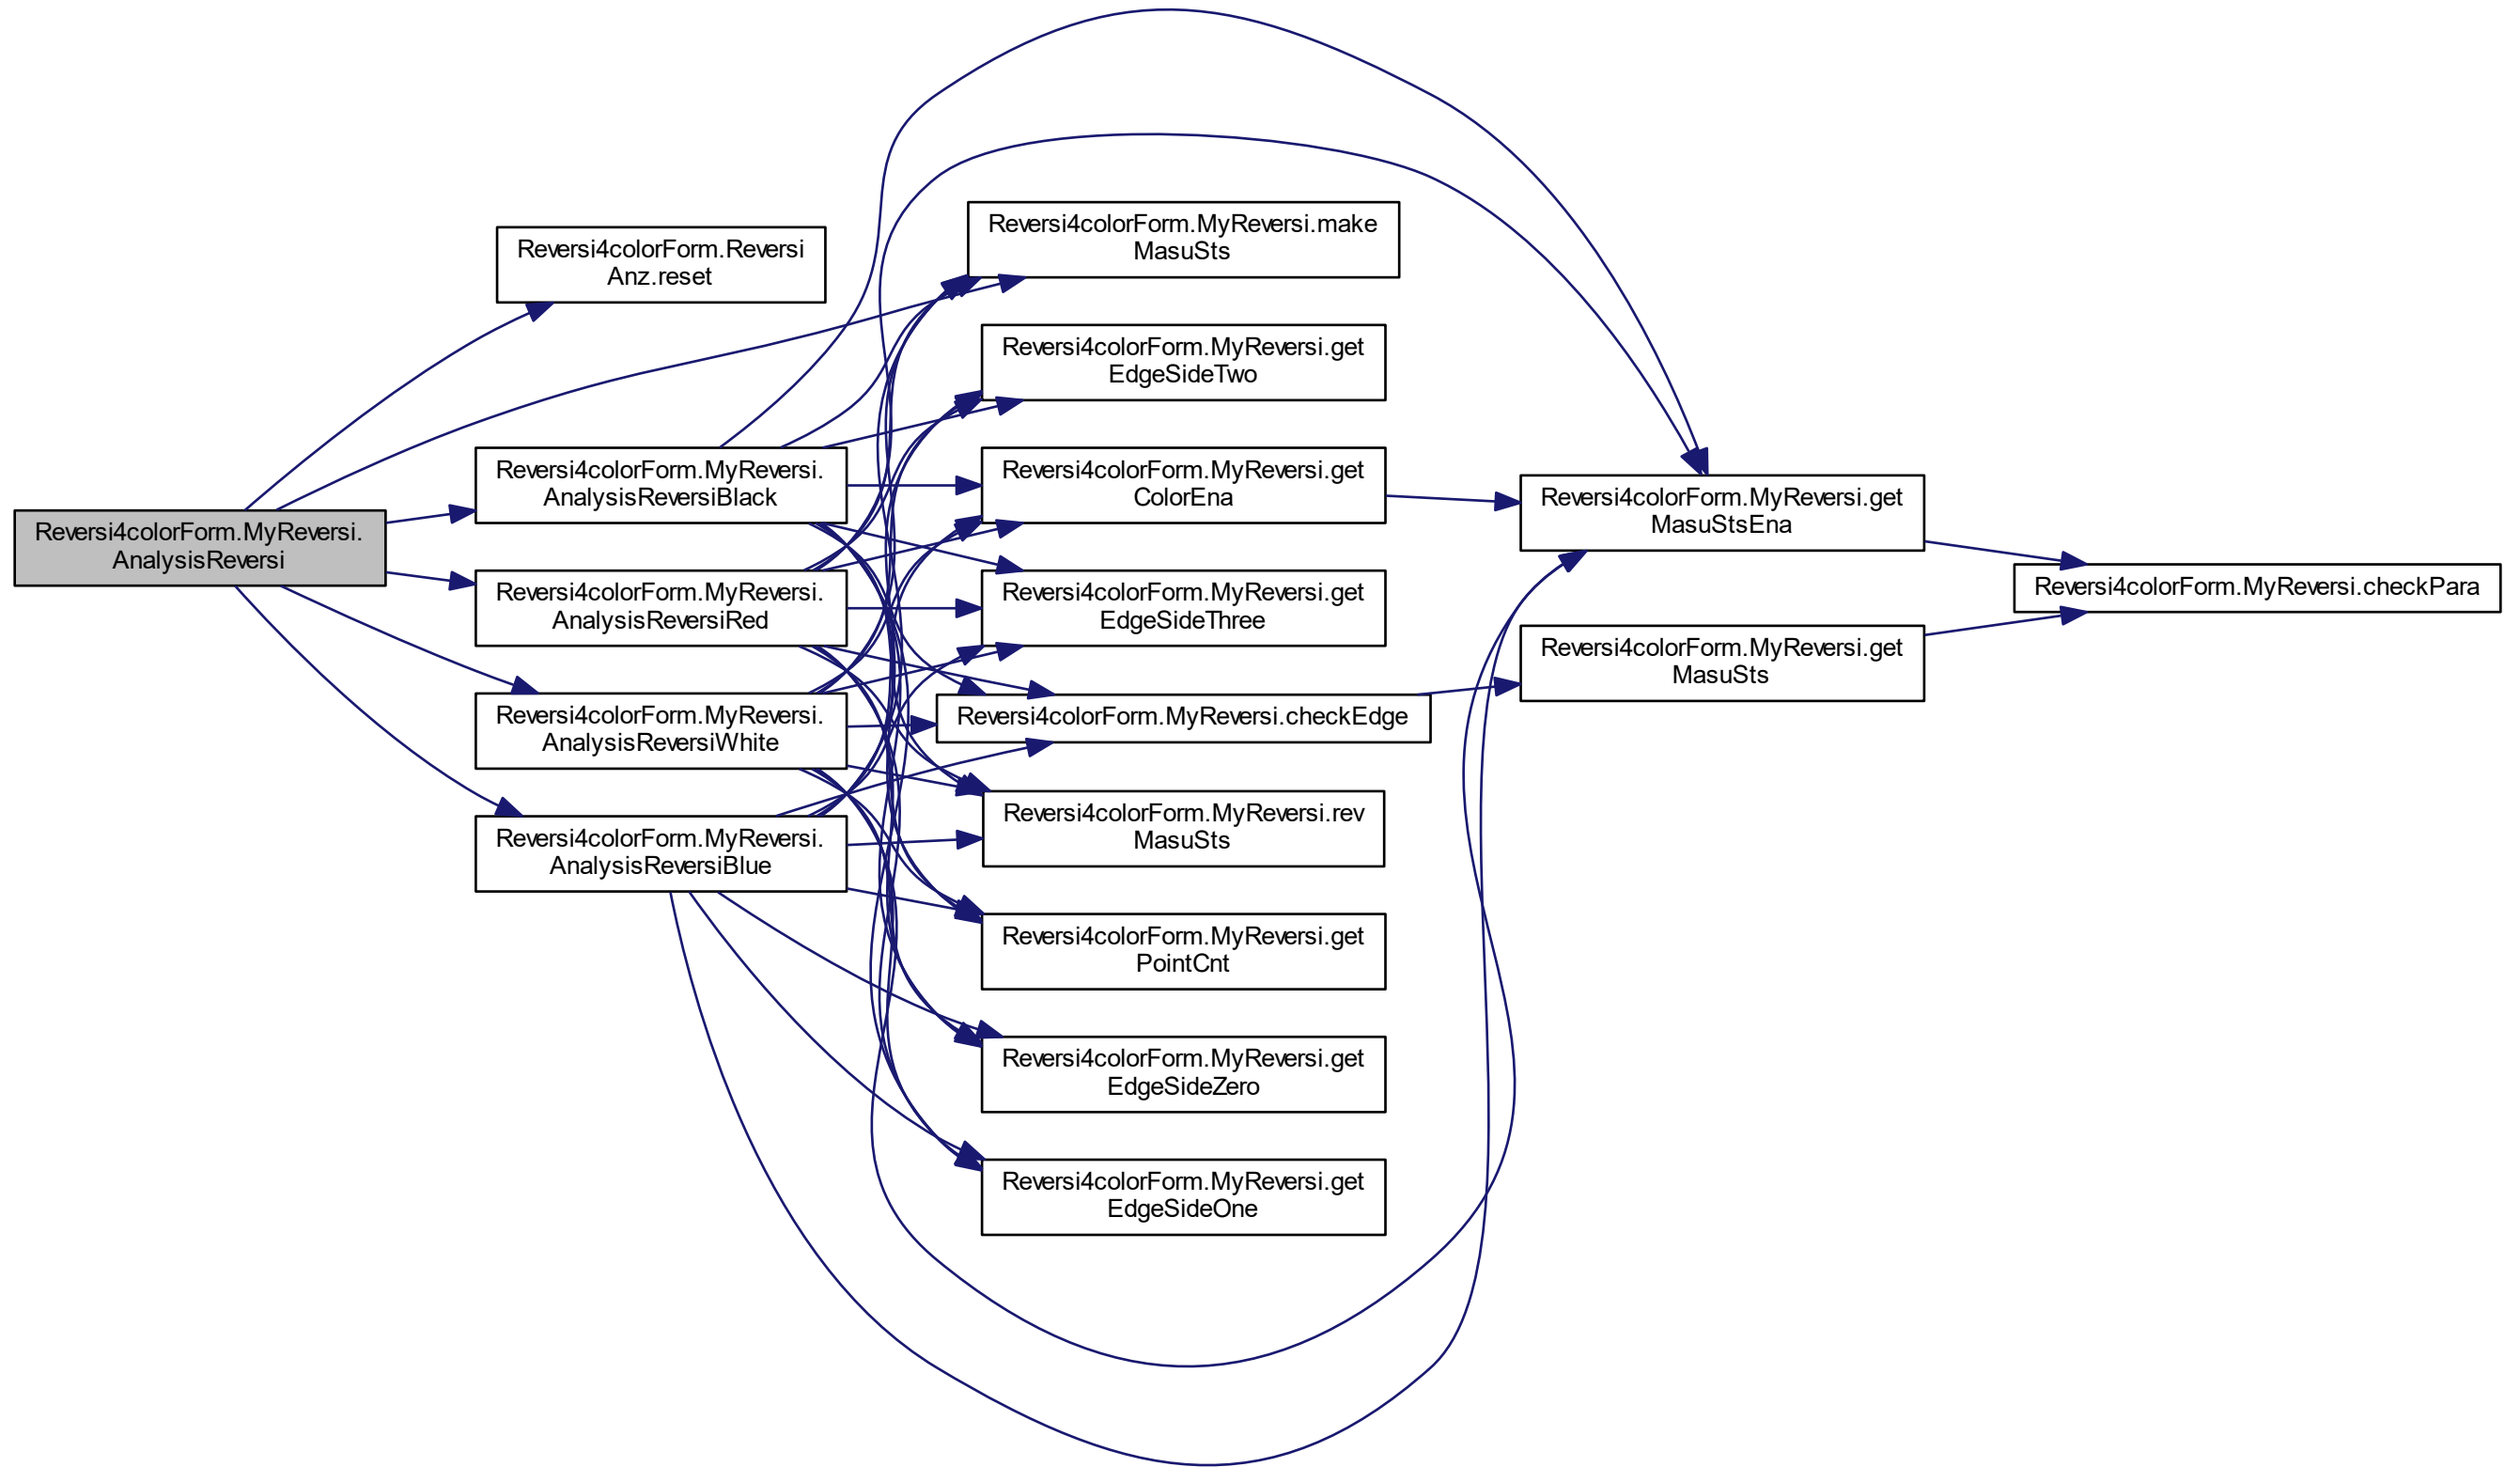 Reversi4colorForm.MyReversi.
AnalysisReversi
Reversi4colorForm.Reversi
Anz.reset
Reversi4colorForm.MyReversi.
AnalysisReversiBlack
Reversi4colorForm.MyReversi.
AnalysisReversiRed
Reversi4colorForm.MyReversi.
AnalysisReversiWhite
Reversi4colorForm.MyReversi.
AnalysisReversiBlue
Reversi4colorForm.MyReversi.make
MasuSts
Reversi4colorForm.MyReversi.get
EdgeSideTwo
Reversi4colorForm.MyReversi.get
ColorEna
Reversi4colorForm.MyReversi.get
EdgeSideThree
Reversi4colorForm.MyReversi.checkEdge
Reversi4colorForm.MyReversi.rev
MasuSts
Reversi4colorForm.MyReversi.get
PointCnt
Reversi4colorForm.MyReversi.get
EdgeSideZero
Reversi4colorForm.MyReversi.get
EdgeSideOne
Reversi4colorForm.MyReversi.get
MasuStsEna
Reversi4colorForm.MyReversi.get
MasuSts
Reversi4colorForm.MyReversi.checkPara